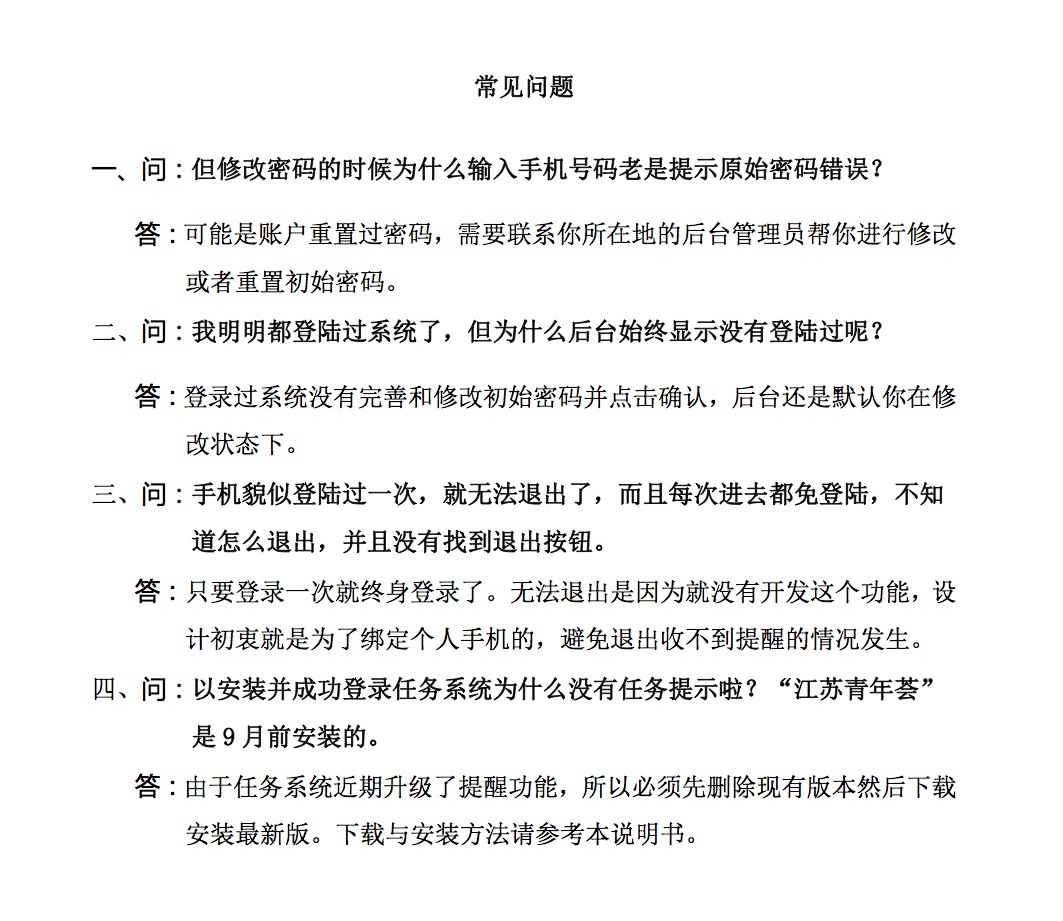 常见问题
一、问：但修改密码的时候为什么输入手机号码老是提示原始密码错误？
答：可能是账户重置过密码，需要联系你所在地的后台管理员帮你进行修改
或者重置初始密码。
二、问：我明明都登陆过系统了，但为什么后台始终显示没有登陆过呢？
答：登录过系统没有完善和修改初始密码并点击确认，后台还是默认你在修
改状态下。
三、问：手机貌似登陆过一次，就无法退出了，而且每次进去都免登陆，不知
道怎么退出，并且没有找到退出按钮。
答：只要登录一次就终身登录了。无法退出是因为就没有开发这个功能，设
计初衷就是为了绑定个人手机的，避免退出收不到提醒的情况发生。
四、问：以安装并成功登录任务系统为什么没有任务提示啦？“江苏青年荟”
是9月前安装的。
答：由于任务系统近期升级了提醒功能，所以必须先删除现有版本然后下载
安装最新版。下载与安装方法请参考本说明书。